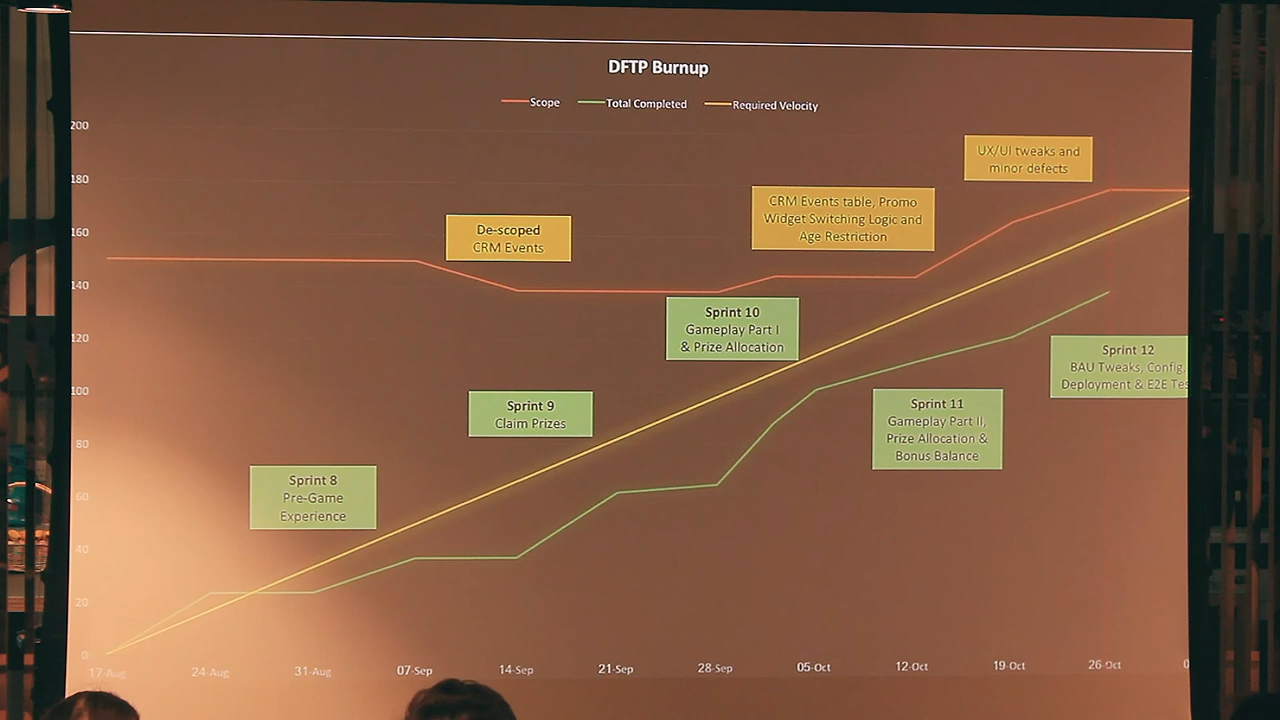 DFTP Burnup
Scope Total Completed Required Velocity
200
180
160
140
120
100
80
60
40
20
0
UX/UI tweaks and
minor defects
CRM Events table, Promo
Widget Switching Logic and
Age Restriction
De-scoped
CRM Events
Sprint 10
Gameplay Part I
& Prize Allocation
Sprint 12
BAU Tweaks, Config,
Deployment & E2E Tes
Sprint 9
Claim Prizes
Sprint 11
Gameplay Part II,
Prize Allocation &
Bonus Balance
Sprint 8
Pre-Game
Experience
17-Aug 24-Aug 31-Aug 07-Sep 14-Sep 21-Sep 28-Sep 05-Oct 12-Oct 19-Oct 26-Oct 0